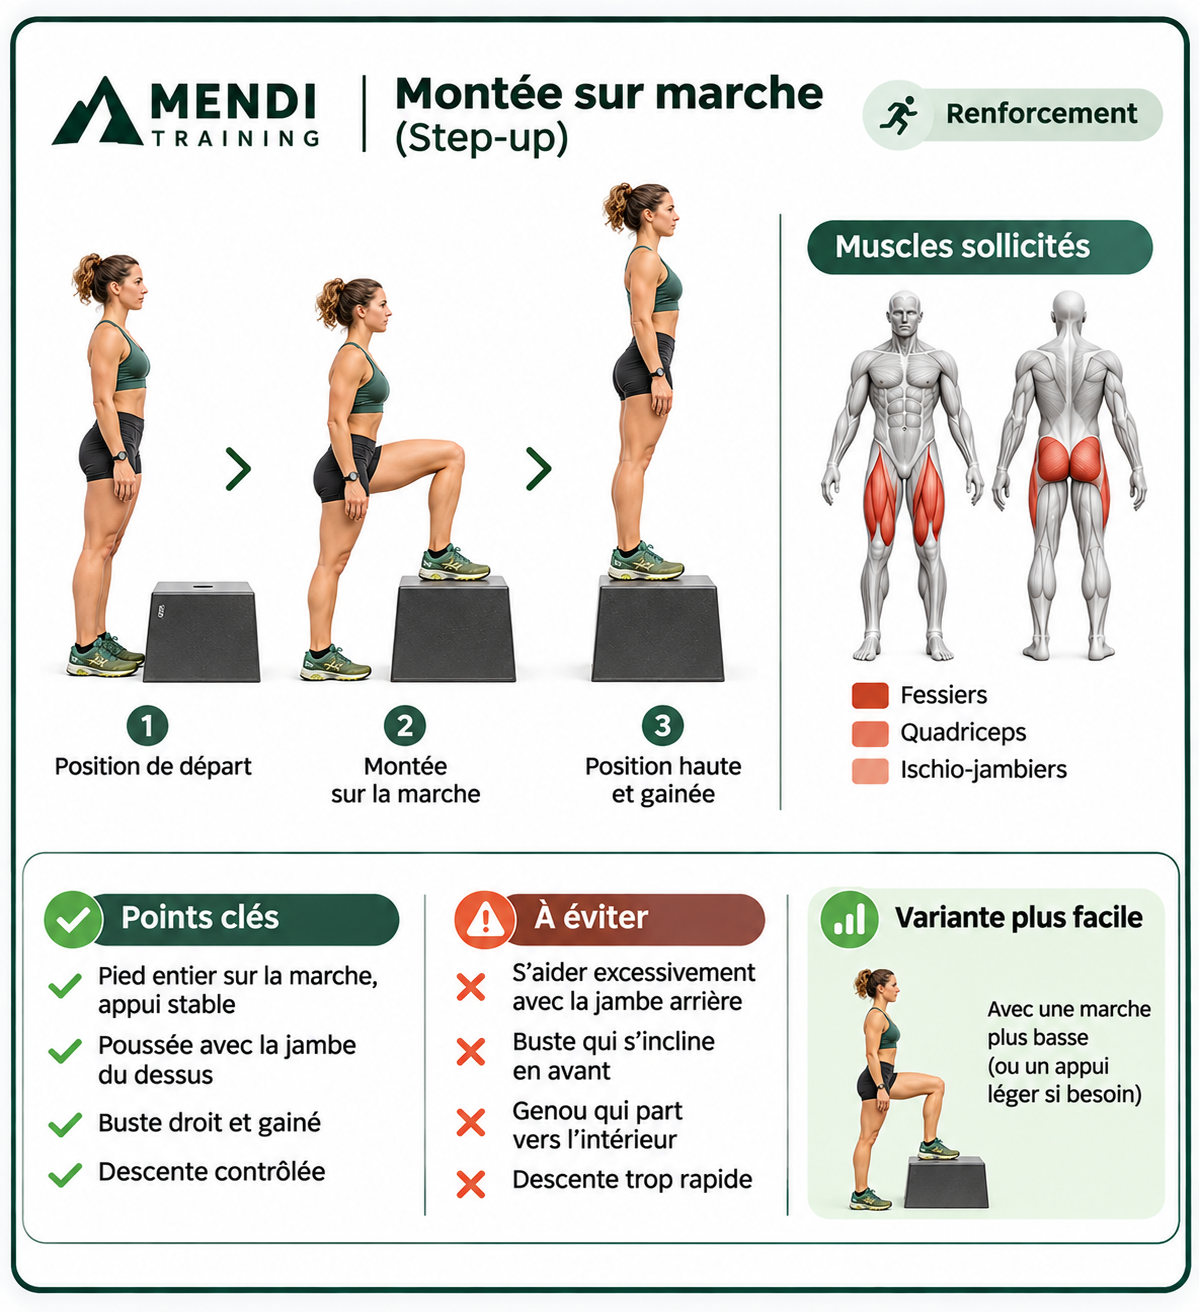 MENDI
TRAINING
Montée sur marche
(Step-up)
Renforcement
Muscles sollicités
1
Position de départ
2
Montée
sur la marche
3
Position haute
et gainée
Fessiers
Quadriceps
Ischio-jambiers
Points clés
Pied entier sur la marche,
appui stable
Poussée avec la jambe
du dessus
Buste droit et gainé
Descente contrôlée
À éviter
S'aider excessivement
avec la jambe arrière
Buste qui s'incline
en avant
Genou qui part
vers l'intérieur
Descente trop rapide
Variante plus facile
Avec une marche
plus basse
(ou un appui
léger si besoin)